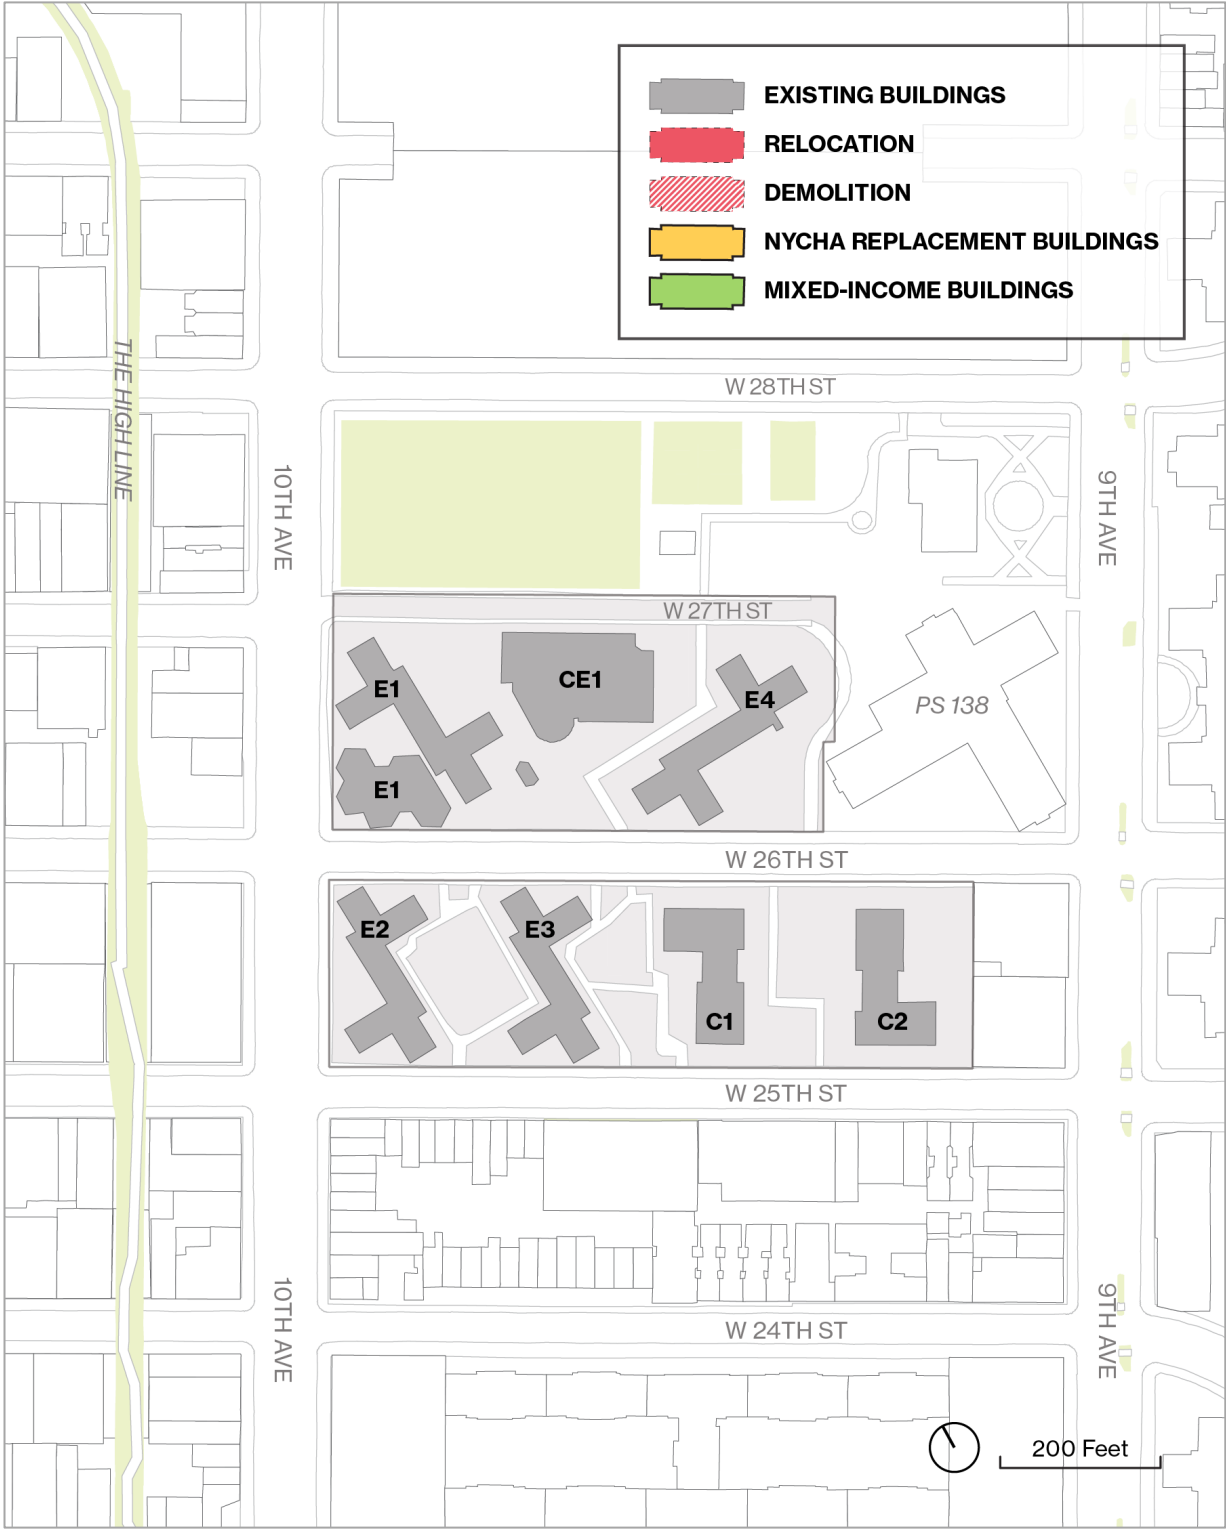 EXISTING BUILDINGS
RELOCATION
DEMOLITION
NYCHA REPLACEMENT BUILDINGS
MIXED-INCOME BUILDINGS
W 28TH ST
THE HIGH LINE
10TH AVE
9TH AVE
W 27TH ST
E1
CE1
E4
PS 138
E1
W 26TH ST
E2
E3
C1
C2
W 25TH ST
10TH AVE
9TH AVE
W 24TH ST
200 Feet